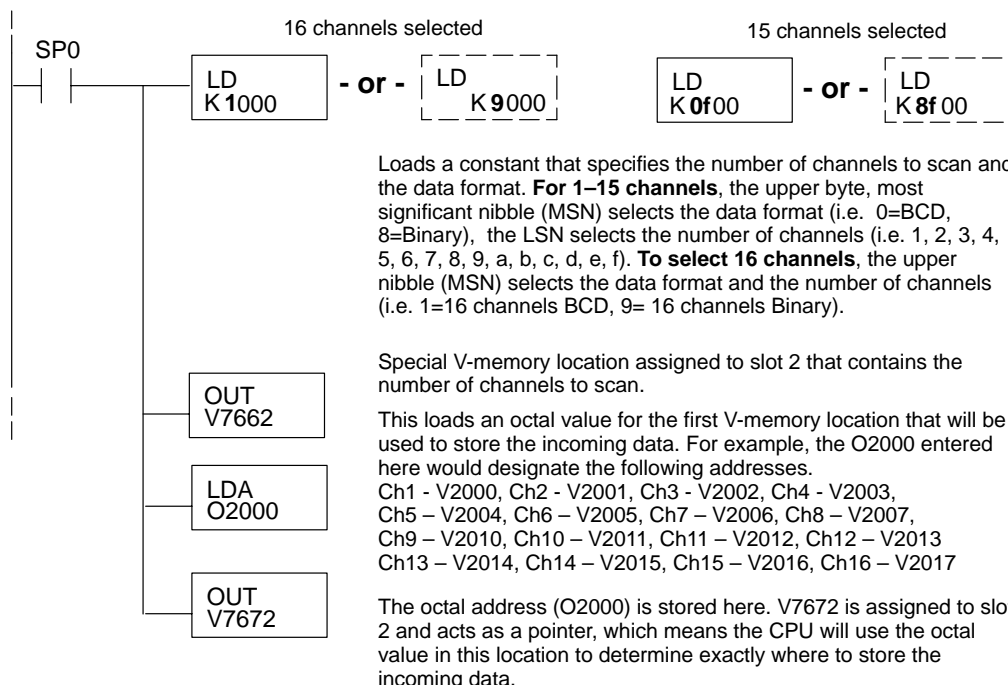 16 channels selected
15 channels selected
SP0
LD
K 1000
- or -
LD
K 9000
LD
K 0f00
- or -
LD
K 8f 00
Loads a constant that specifies the number of channels to scan and
the data format. For 1–15 channels, the upper byte, most
significant nibble (MSN) selects the data format (i.e. 0=BCD,
8=Binary), the LSN selects the number of channels (i.e. 1, 2, 3, 4,
5, 6, 7, 8, 9, a, b, c, d, e, f). To select 16 channels, the upper
nibble (MSN) selects the data format and the number of channels
(i.e. 1=16 channels BCD, 9= 16 channels Binary).
Special V-memory location assigned to slot 2 that contains the
number of channels to scan.
OUT
V7662
This loads an octal value for the first V-memory location that will be
used to store the incoming data. For example, the O2000 entered
here would designate the following addresses.
Ch1 - V2000, Ch2 - V2001, Ch3 - V2002, Ch4 - V2003,
Ch5 – V2004, Ch6 – V2005, Ch7 – V2006, Ch8 – V2007,
Ch9 – V2010, Ch10 – V2011, Ch11 – V2012, Ch12 – V2013
Ch13 – V2014, Ch14 – V2015, Ch15 – V2016, Ch16 – V2017
LDA
O2000
OUT
V7672
The octal address (O2000) is stored here. V7672 is assigned to slo
2 and acts as a pointer, which means the CPU will use the octal
value in this location to determine exactly where to store the
incoming data.